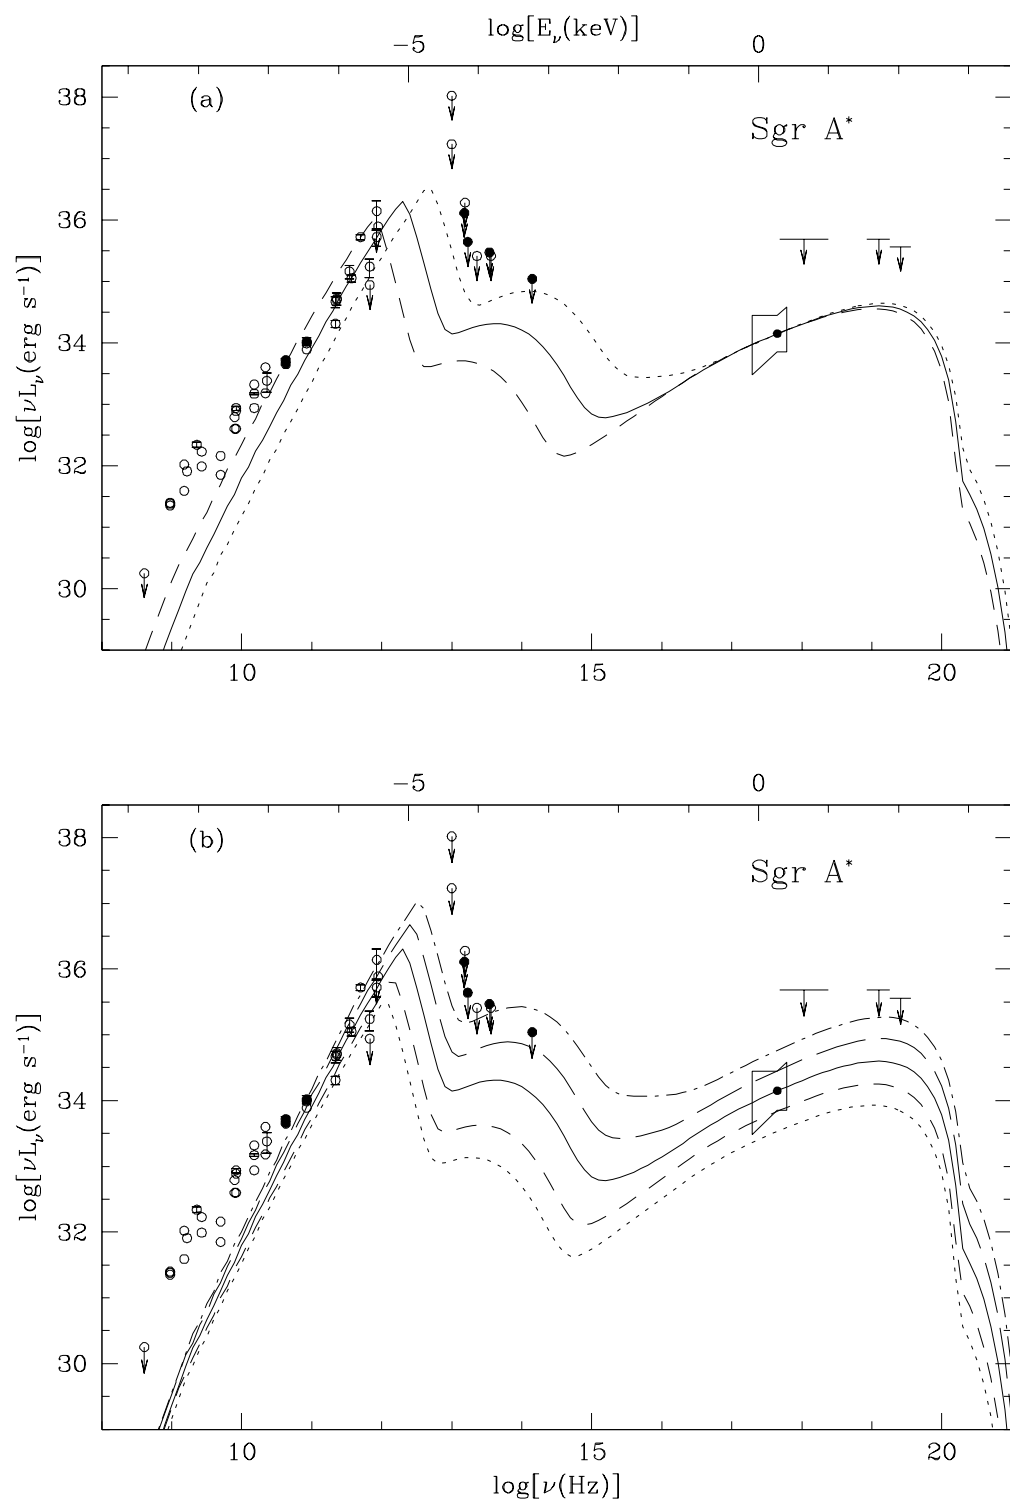 log[E_ν(keV)]
−5 0
(a)
Sgr A*
38
36
34
32
30
log[νL_ν(erg s⁻¹)]
10 15 20
−5 0
(b)
Sgr A*
38
36
34
32
30
log[νL_ν(erg s⁻¹)]
10 15 20
log[ν(Hz)]